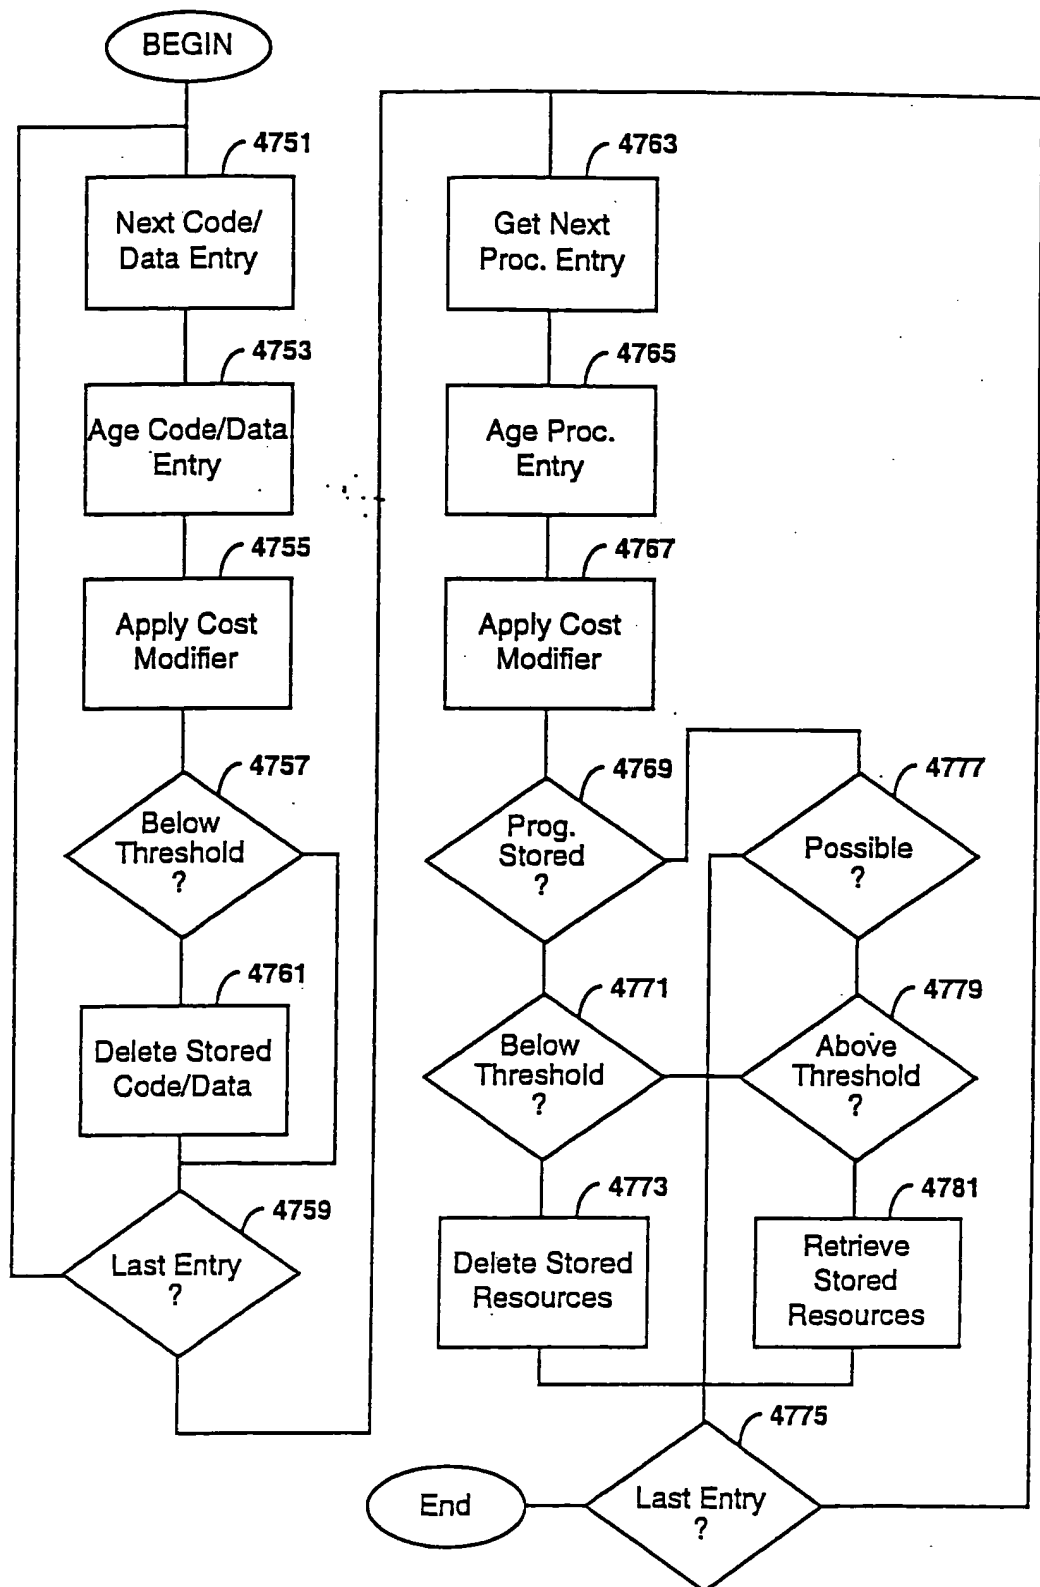 BEGIN
4751
Next Code/
Data Entry
4753
Age Code/Data
Entry
4755
Apply Cost
Modifier
4757
Below
Threshold
?
4761
Delete Stored
Code/Data
4759
Last Entry
?
4763
Get Next
Proc. Entry
4765
Age Proc.
Entry
4767
Apply Cost
Modifier
4769
Prog.
Stored
?
4777
Possible
?
4771
Below
Threshold
?
4779
Above
Threshold
?
4773
Delete Stored
Resources
4781
Retrieve
Stored
Resources
4775
Last Entry
?
End